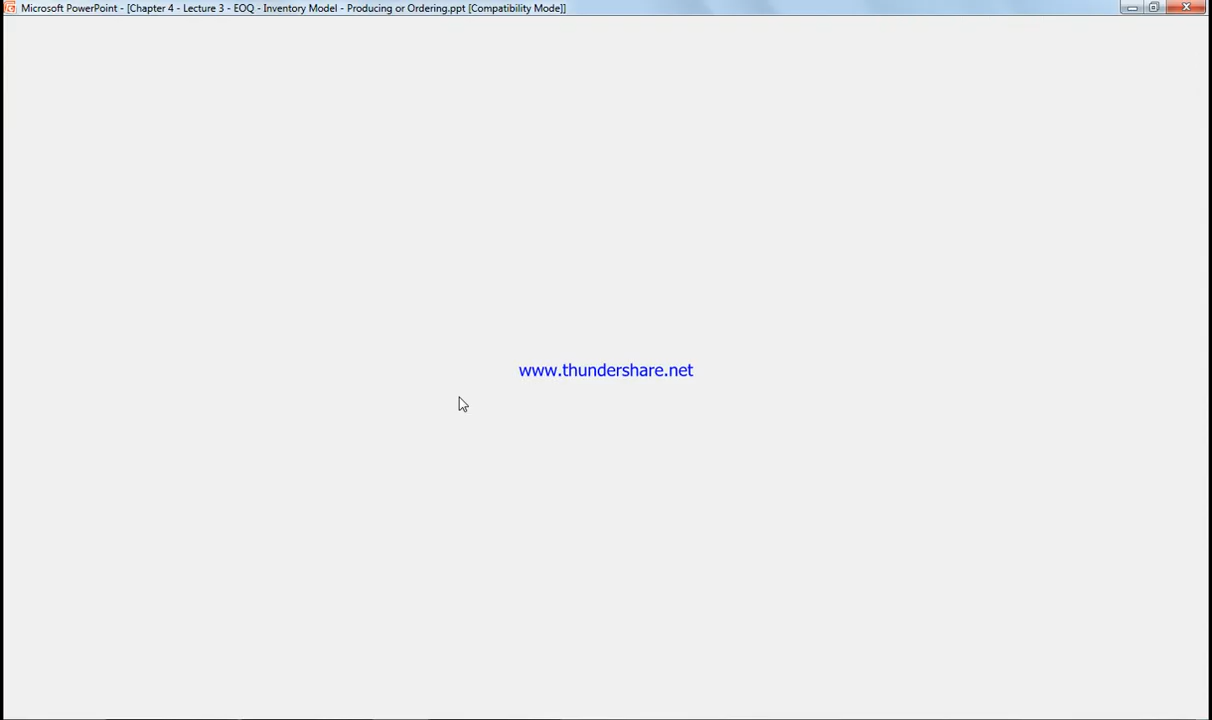 Microsoft PowerPoint - [Chapter 4 - Lecture 3 - EOQ - Inventory Model - Producing or Ordering.ppt [Compatibility Mode]]
www.thundershare.net